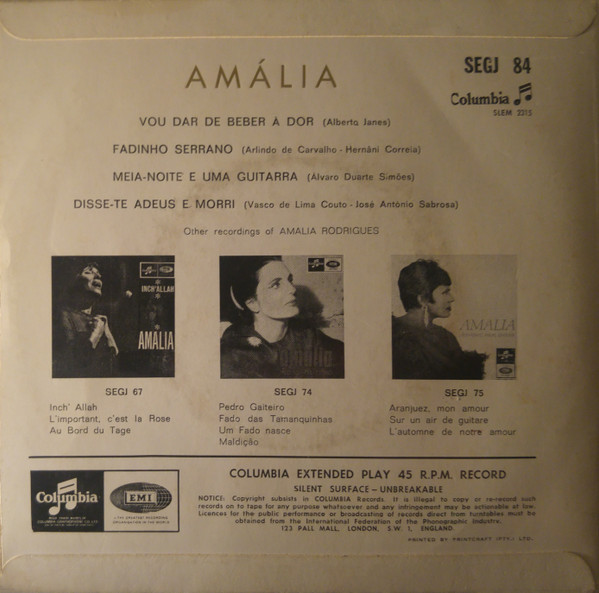 AMÁLIA
SEGJ 84
Columbia
SLEM 2315
VOU DAR DE BEBER À DOR (Alberto Janes)
FADINHO SERRANO (Arlindo de Carvalho - Hernâni Correia)
MEIA-NOITE E UMA GUITARRA (Álvaro Duarte Simões)
DISSE-TE ADEUS E MORRI (Vasco de Lima Couto - José António Sabrosa)
Other recordings of AMALIA RODRIGUES
INCH'ALLAH
AMALIA
Amália
AMALIA
SEGJ 67
Inch' Allah
L'important, c'est la Rose
Au Bord du Tage
SEGJ 74
Pedro Gaiteiro
Fado das Tamanquinhas
Um Fado nasce
Maldição
SEGJ 75
Aranjuez, mon amour
Sur un air de guitare
L'automne de notre amour
Columbia
EMI
COLUMBIA EXTENDED PLAY 45 R.P.M. RECORD
SILENT SURFACE – UNBREAKABLE
NOTICE: Copyright subsists in COLUMBIA Records. It is illegal to copy or re-record such
records on to tape for any purpose whatsoever and any infringement may be actionable at law.
Licences for the public performance or broadcasting of records direct from turntables must be
obtained from the International Federation of the Phonographic Industry,
123 PALL MALL, LONDON, S.W. 1, ENGLAND.
PRINTED BY PRINTCRAFT (PTY.) LTD.